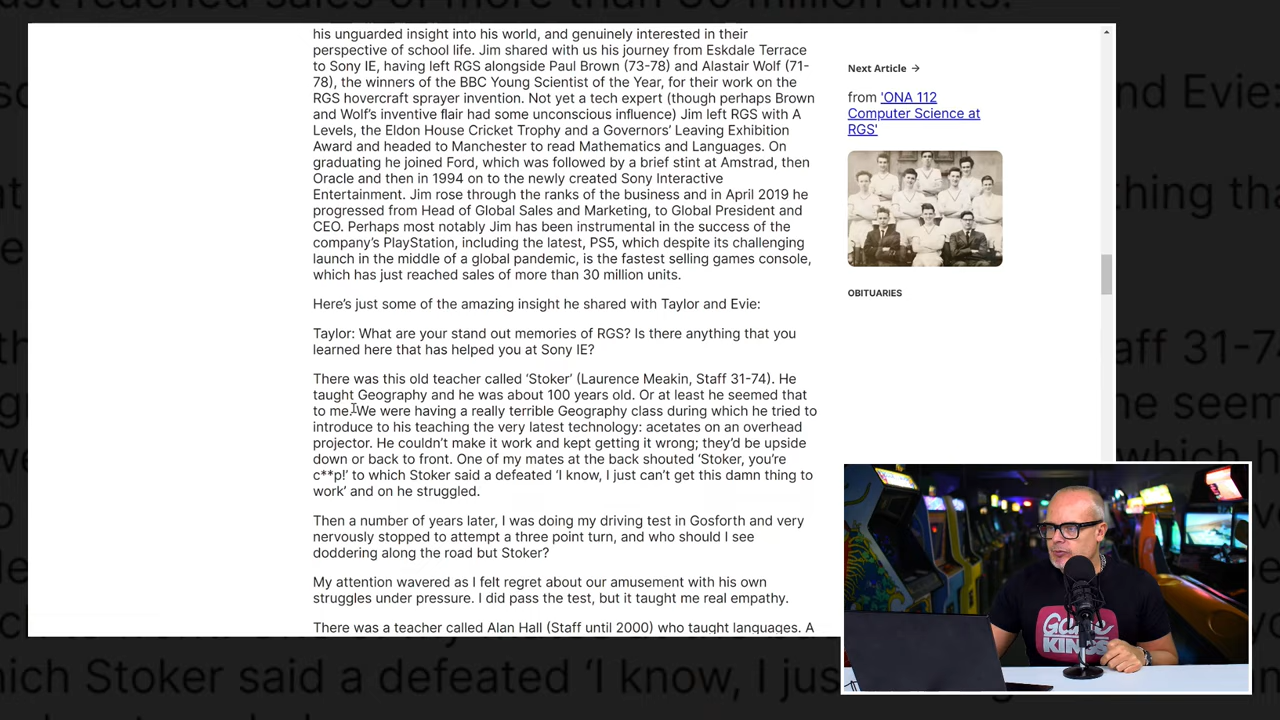 his unguarded insight into his world, and genuinely interested in their
perspective of school life. Jim shared with us his journey from Eskdale Terrace
to Sony IE, having left RGS alongside Paul Brown (73-78) and Alastair Wolf (71-
78), the winners of the BBC Young Scientist of the Year, for their work on the
RGS hovercraft sprayer invention. Not yet a tech expert (though perhaps Brown
and Wolf’s inventive flair had some unconscious influence) Jim left RGS with A
Levels, the Eldon House Cricket Trophy and a Governors’ Leaving Exhibition
Award and headed to Manchester to read Mathematics and Languages. On
graduating he joined Ford, which was followed by a brief stint at Amstrad, then
Oracle and then in 1994 on to the newly created Sony Interactive
Entertainment. Jim rose through the ranks of the business and in April 2019 he
progressed from Head of Global Sales and Marketing, to Global President and
CEO. Perhaps most notably Jim has been instrumental in the success of the
company’s PlayStation, including the latest, PS5, which despite its challenging
launch in the middle of a global pandemic, is the fastest selling games console,
which has just reached sales of more than 30 million units.
Here’s just some of the amazing insight he shared with Taylor and Evie:
Taylor: What are your stand out memories of RGS? Is there anything that you
learned here that has helped you at Sony IE?
There was this old teacher called ‘Stoker’ (Laurence Meakin, Staff 31-74). He
taught Geography and he was about 100 years old. Or at least he seemed that
to me. We were having a really terrible Geography class during which he tried to
introduce to his teaching the very latest technology: acetates on an overhead
projector. He couldn’t make it work and kept getting it wrong; they’d be upside
down or back to front. One of my mates at the back shouted ‘Stoker, you’re
c**p!’ to which Stoker said a defeated ‘I know, I just can’t get this damn thing to
work’ and on he struggled.
Then a number of years later, I was doing my driving test in Gosforth and very
nervously stopped to attempt a three point turn, and who should I see
doddering along the road but Stoker?
My attention wavered as I felt regret about our amusement with his own
struggles under pressure. I did pass the test, but it taught me real empathy.
There was a teacher called Alan Hall (Staff until 2000) who taught languages. A
Next Article →
from 'ONA 112
Computer Science at
RGS'
OBITUARIES
Game
KINGS
nd Evie:
thing tha
aff 31-7
he seem
which h
hich Stoker said a defeated ‘I know, I jus